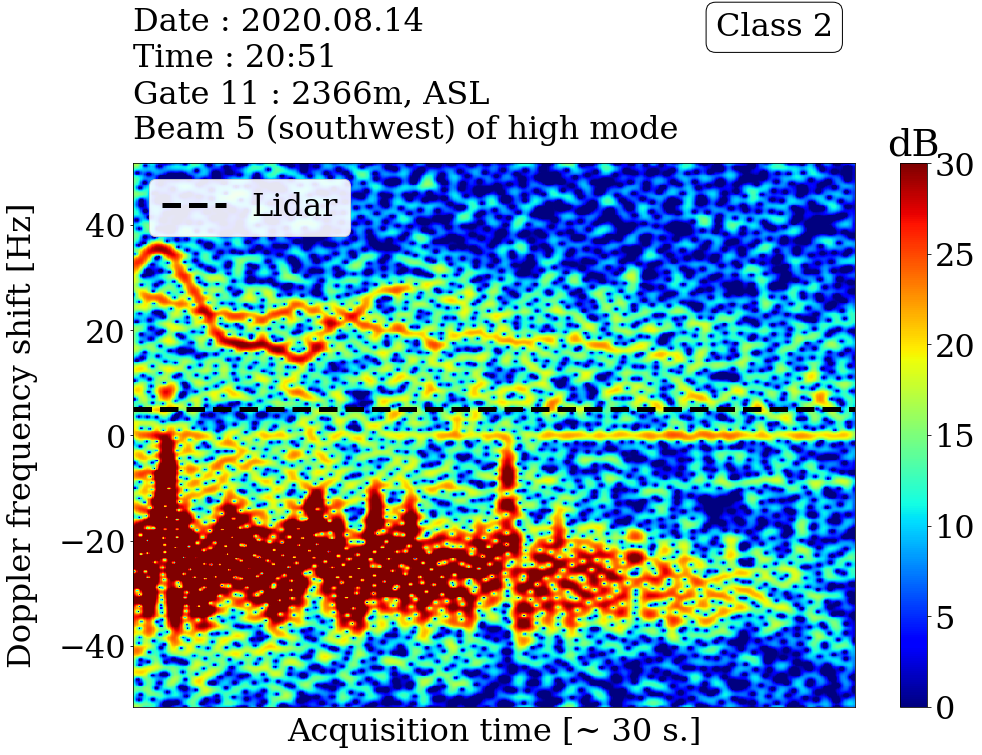 Date : 2020.08.14
Time : 20:51
Gate 11 : 2366m, ASL
Beam 5 (southwest) of high mode
Class 2
dB
Lidar
Doppler frequency shift [Hz]
40
20
0
−20
−40
30
25
20
15
10
5
0
Acquisition time [~ 30 s.]